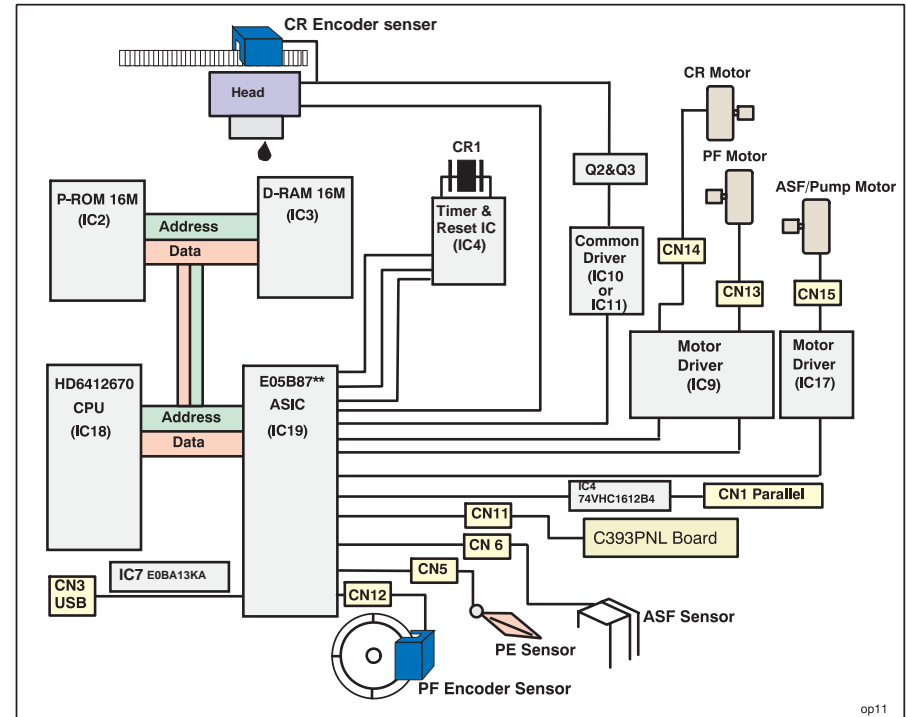 CR Encoder senser
Head
CR Motor
PF Motor
ASF/Pump Motor
CR1
Q2&Q3
P-ROM 16M
(IC2)
D-RAM 16M
(IC3)
Address
Data
Timer &
Reset IC
(IC4)
Common
Driver
(IC10
or
IC11)
CN14
CN13
CN15
Motor
Driver
(IC9)
Motor
Driver
(IC17)
HD6412670
CPU
(IC18)
Address
Data
E05B87**
ASIC
(IC19)
IC4
74VHC1612B4
CN1 Parallel
CN11
C393PNL Board
CN 6
CN5
CN12
IC7 E0BA13KA
CN3
USB
ASF Sensor
PE Sensor
PF Encoder Sensor
op11